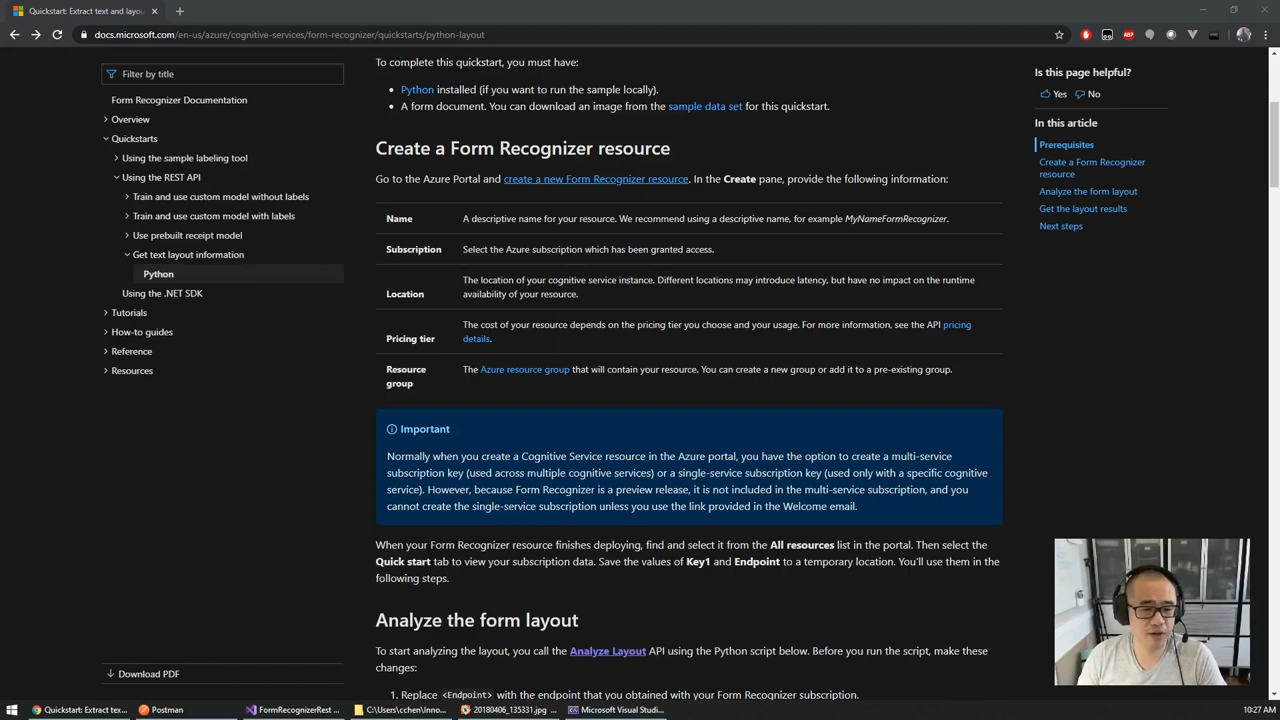 Quickstart: Extract text and layou
docs.microsoft.com/en-us/azure/cognitive-services/form-recognizer/quickstarts/python-layout
ABP
Filter by title
Form Recognizer Documentation
Overview
Quickstarts
Using the sample labeling tool
Using the REST API
Train and use custom model without labels
Train and use custom model with labels
Use prebuilt receipt model
Get text layout information
Python
Using the .NET SDK
Tutorials
How-to guides
Reference
Resources
Download PDF
To complete this quickstart, you must have:
Python installed (if you want to run the sample locally).
A form document. You can download an image from the sample data set for this quickstart.
Create a Form Recognizer resource
Go to the Azure Portal and create a new Form Recognizer resource. In the Create pane, provide the following information:
Name A descriptive name for your resource. We recommend using a descriptive name, for example MyNameFormRecognizer.
Subscription Select the Azure subscription which has been granted access.
Location The location of your cognitive service instance. Different locations may introduce latency, but have no impact on the runtime
availability of your resource.
Pricing tier The cost of your resource depends on the pricing tier you choose and your usage. For more information, see the API pricing
details.
Resource The Azure resource group that will contain your resource. You can create a new group or add it to a pre-existing group.
group
Important
Normally when you create a Cognitive Service resource in the Azure portal, you have the option to create a multi-service
subscription key (used across multiple cognitive services) or a single-service subscription key (used only with a specific cognitive
service). However, because Form Recognizer is a preview release, it is not included in the multi-service subscription, and you
cannot create the single-service subscription unless you use the link provided in the Welcome email.
When your Form Recognizer resource finishes deploying, find and select it from the All resources list in the portal. Then select the
Quick start tab to view your subscription data. Save the values of Key1 and Endpoint to a temporary location. You'll use them in the
following steps.
Analyze the form layout
To start analyzing the layout, you call the Analyze Layout API using the Python script below. Before you run the script, make these
changes:
1. Replace <Endpoint> with the endpoint that you obtained with your Form Recognizer subscription.
Is this page helpful?
Yes No
In this article
Prerequisites
Create a Form Recognizer
resource
Analyze the form layout
Get the layout results
Next steps
Quickstart: Extract tex...
Postman
FormRecognizerRest ...
C:\Users\cchen\Inno...
20180406_135331.jpg ...
Microsoft Visual Studi...
10:27 AM